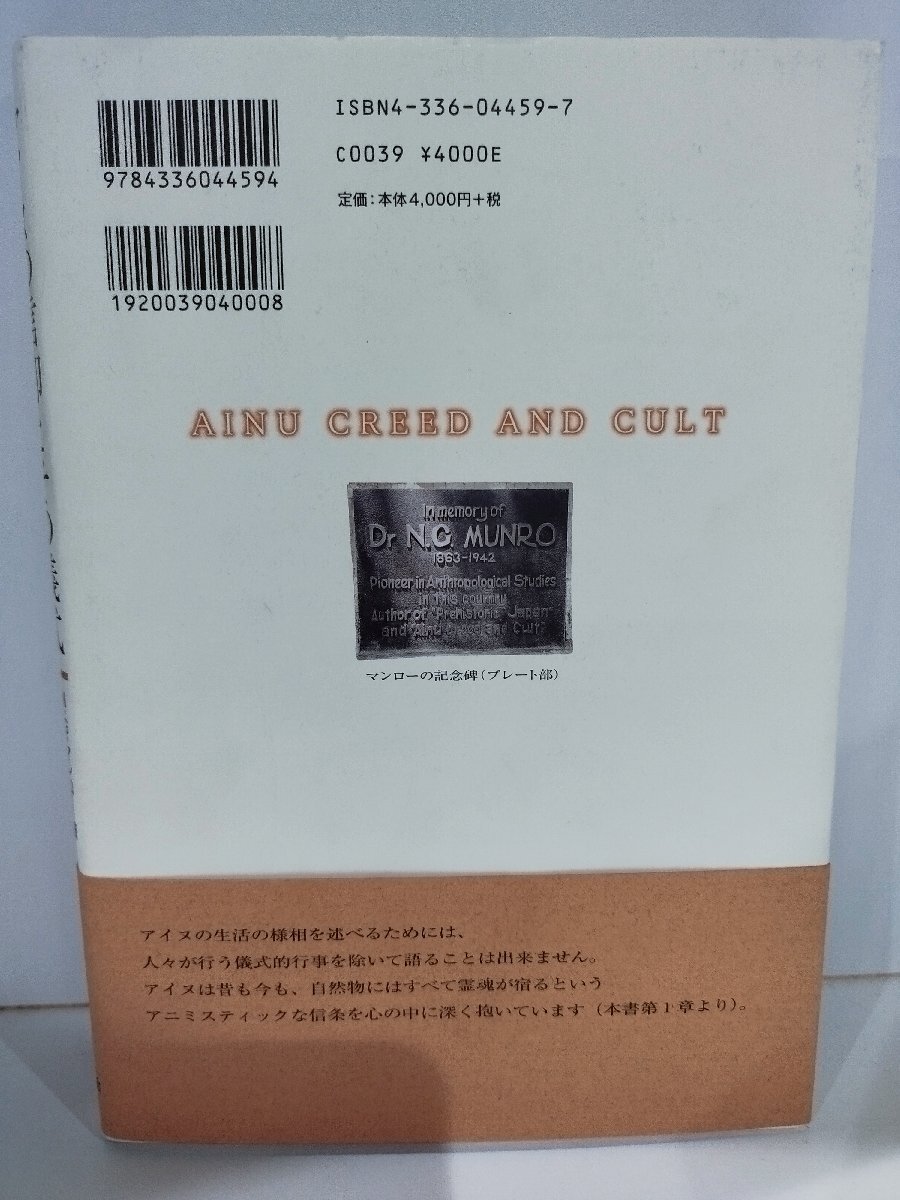 ISBN4-336-04459-7
C0039 ¥4000E
定価:本体4,000円+税
9784336044594
1920039040008
AINU CREED AND CULT
In memory of
Dr N.G. MUNRO
1863-1942
Pioneer in Anthropological Studies
in this country
Author of "Prehistoric Japan"
and "Ainu Creed and Cult"
マンローの記念碑(プレート部)
アイヌの生活の様相を述べるためには、
人々が行う儀式的行事を除いて語ることは出来ません。
アイヌは昔も今も、自然物にはすべて霊魂が宿るという
アニミスティックな信条を心の中に深く抱いています(本書第1章より)。